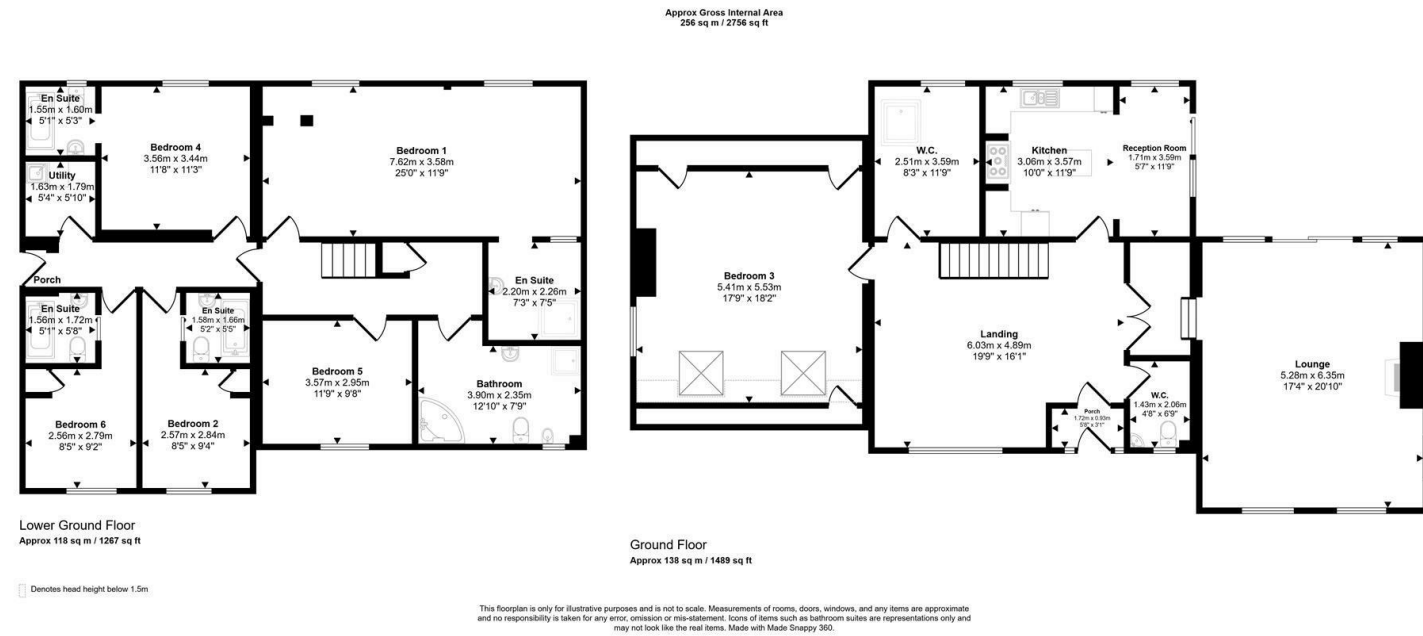 Approx Gross Internal Area
256 sq m / 2756 sq ft
En Suite
1.55m x 1.60m
5'1" x 5'3"
Bedroom 4
3.56m x 3.44m
11'8" x 11'3"
Bedroom 1
7.62m x 3.58m
25'0" x 11'9"
Utility
1.63m x 1.79m
5'4" x 5'10"
Porch
En Suite
2.20m x 2.26m
7'3" x 7'5"
En Suite
1.56m x 1.72m
5'1" x 5'8"
En Suite
1.58m x 1.66m
5'2" x 5'5"
Bedroom 5
3.57m x 2.95m
11'9" x 9'8"
Bathroom
3.90m x 2.35m
12'10" x 7'9"
Bedroom 6
2.56m x 2.79m
8'5" x 9'2"
Bedroom 2
2.57m x 2.84m
8'5" x 9'4"
Lower Ground Floor
Approx 118 sq m / 1267 sq ft
W.C.
2.51m x 3.59m
8'3" x 11'9"
Kitchen
3.06m x 3.57m
10'0" x 11'9"
Reception Room
1.71m x 3.59m
5'7" x 11'9"
Bedroom 3
5.41m x 5.53m
17'9" x 18'2"
Landing
6.03m x 4.89m
19'9" x 16'1"
Lounge
5.28m x 6.35m
17'4" x 20'10"
W.C.
1.43m x 2.06m
4'8" x 6'9"
Porch
1.72m x 0.93m
5'8" x 3'1"
Ground Floor
Approx 138 sq m / 1489 sq ft
Denotes head height below 1.5m
This floorplan is only for illustrative purposes and is not to scale. Measurements of rooms, doors, windows, and any items are approximate
and no responsibility is taken for any error, omission or mis-statement. Icons of items such as bathroom suites are representations only and
may not look like the real items. Made with Made Snappy 360.